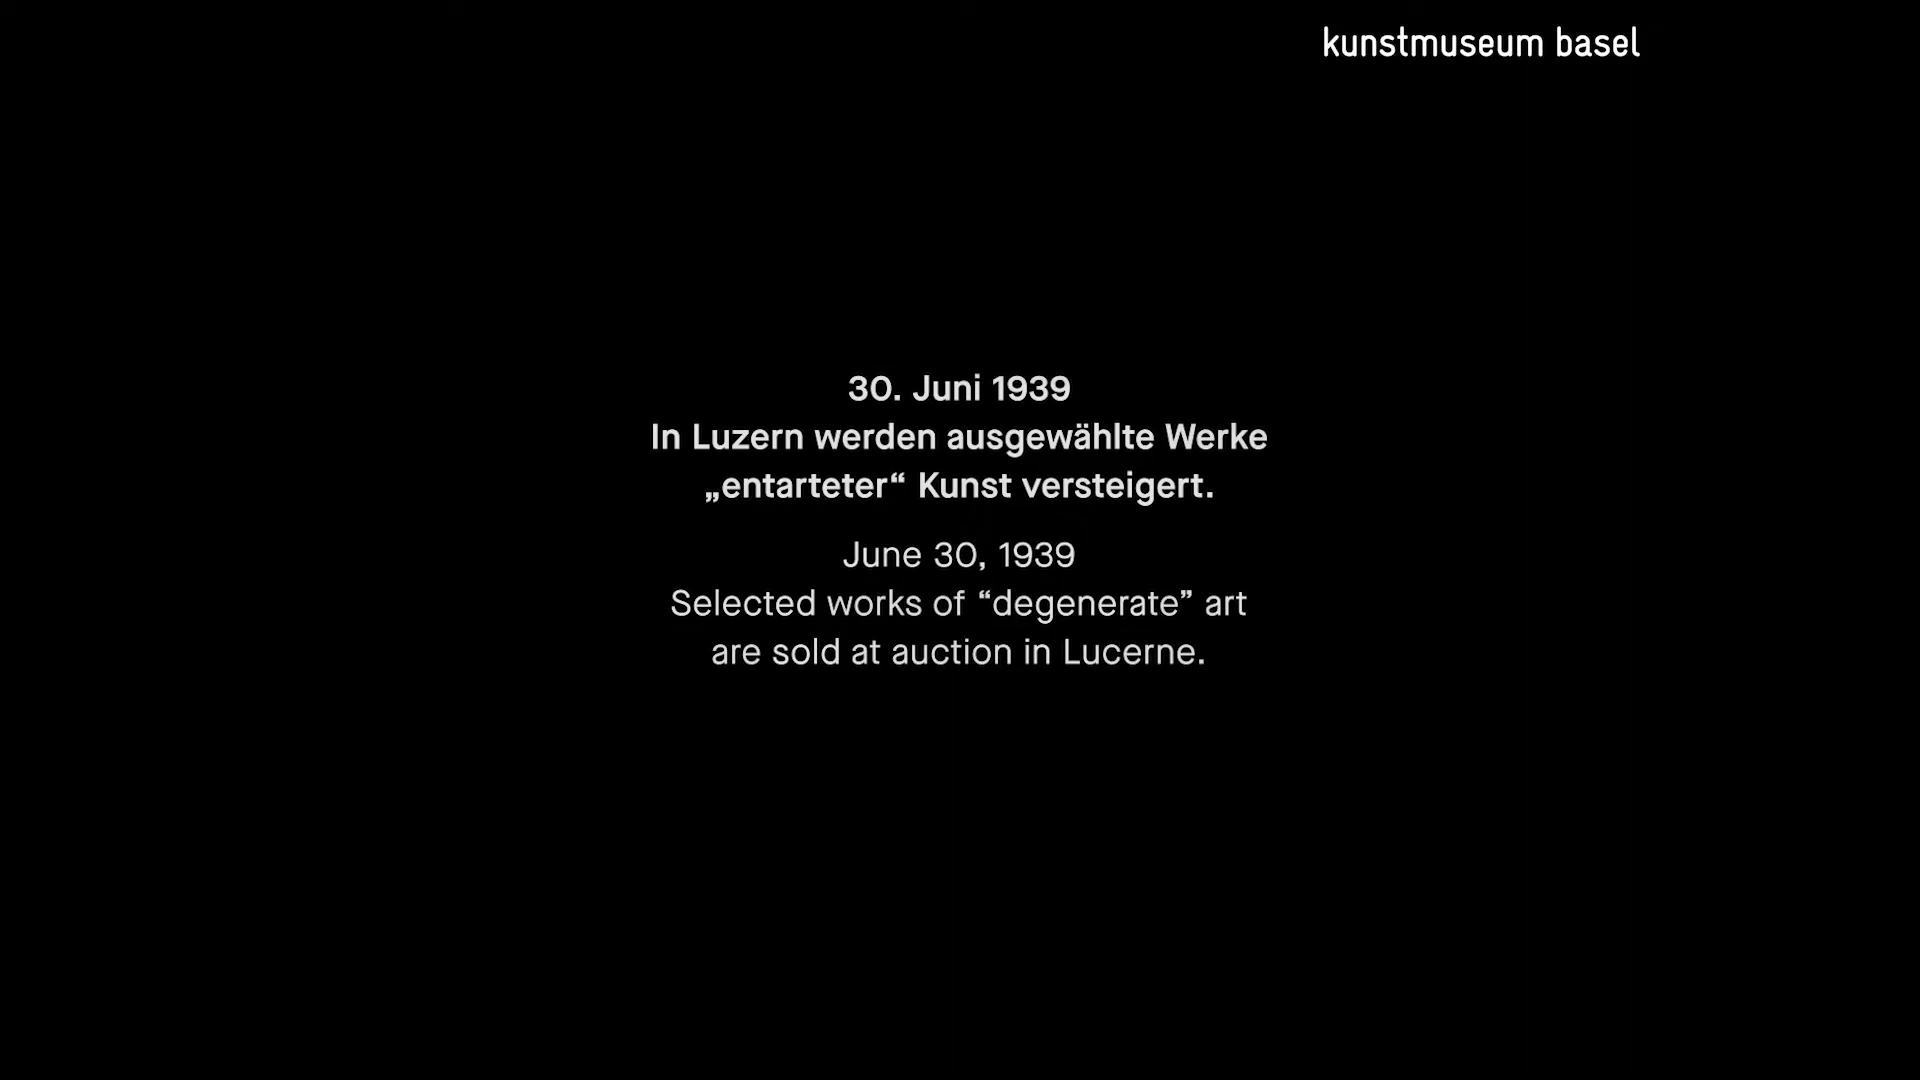 kunstmuseum basel
30. Juni 1939
In Luzern werden ausgewählte Werke
„entarteter“ Kunst versteigert.
June 30, 1939
Selected works of “degenerate” art
are sold at auction in Lucerne.